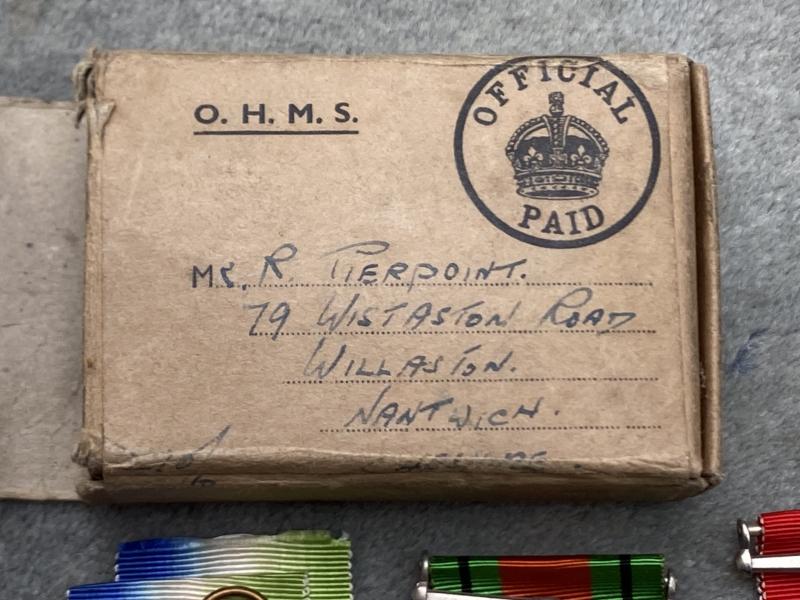 O. H. M. S.
OFFICIAL
PAID
Mr. R. PIERPOINT.
79 WISTASTON ROAD
WILLASTON.
NANTWICH.